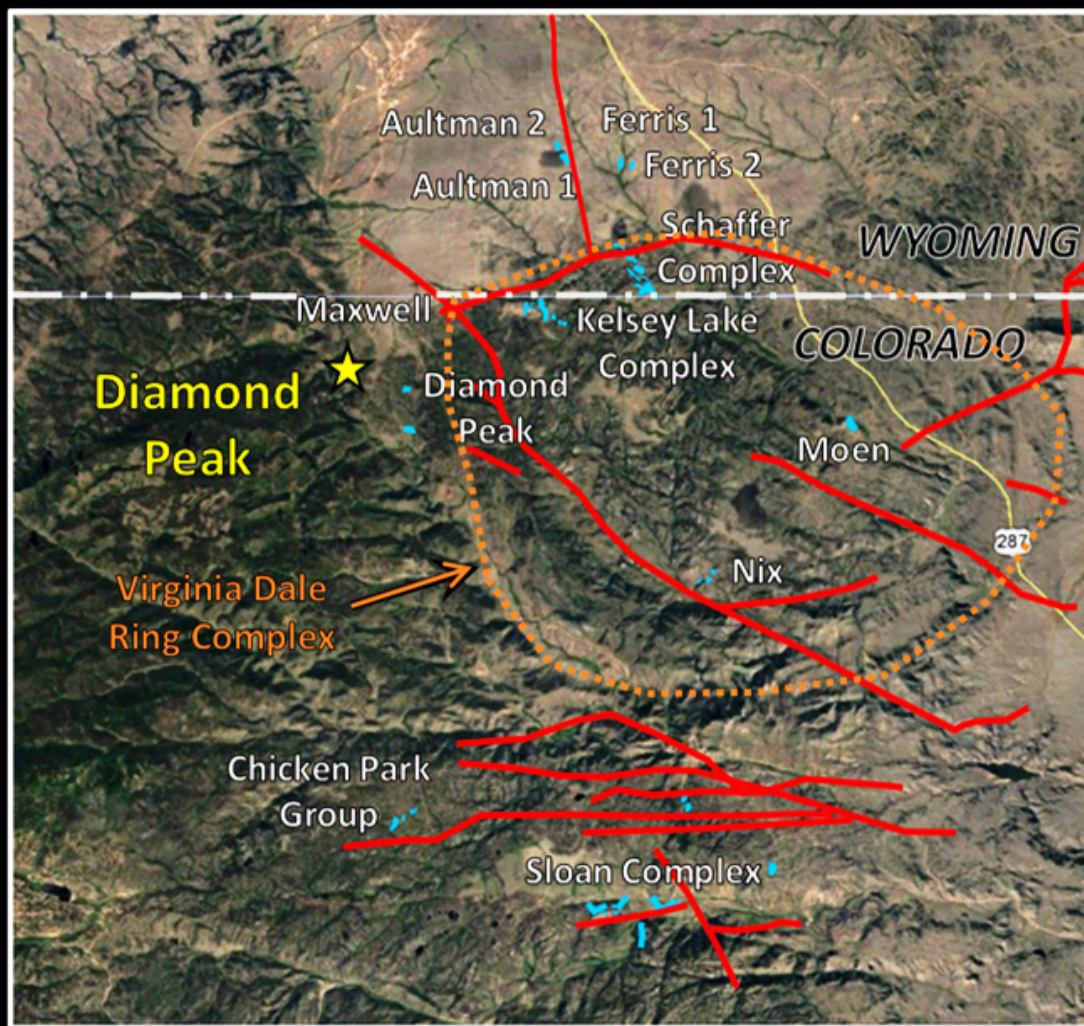 Aultman 2
Ferris 1
Ferris 2
Aultman 1
Schaffer
Complex
WYOMING
Maxwell
Kelsey Lake
Complex
COLORADO
Diamond
Peak
Diamond
Peak
Moen
287
Nix
Virginia Dale
Ring Complex
Chicken Park
Group
Sloan Complex